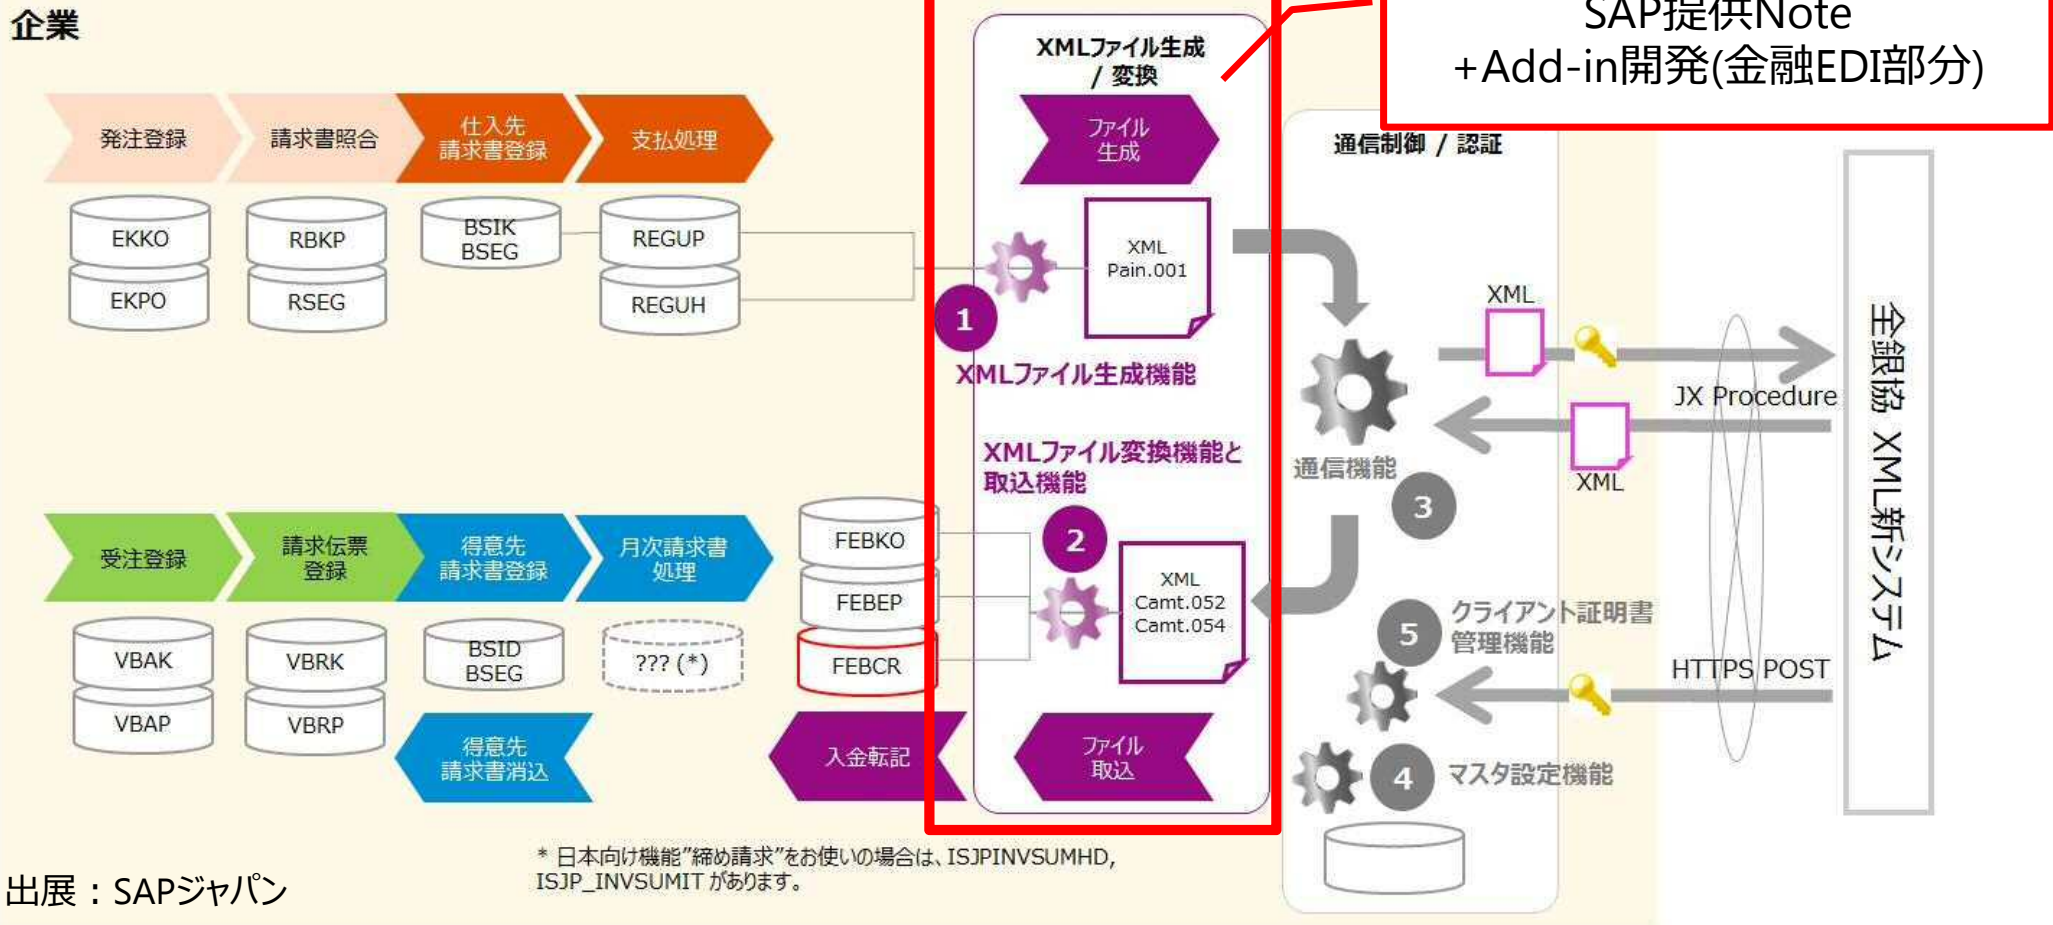 企業
SAP提供Note
+Add-in開発(金融EDI部分)
XMLファイル生成
/ 変換
発注登録
請求書照合
仕入先
請求書登録
支払処理
ファイル
生成
通信制御 / 認証
EKKO
EKPO
RBKP
RSEG
BSIK
BSEG
REGUP
REGUH
XML
Pain.001
1
XMLファイル生成機能
XML
JX Procedure
XML
全銀協 XML新システム
XMLファイル変換機能と
取込機能
通信機能
3
受注登録
請求伝票
登録
得意先
請求書登録
月次請求書
処理
FEBKO
FEBEP
FEBCR
2
XML
Camt.052
Camt.054
5
クライアント証明書
管理機能
HTTPS POST
VBAK
VBAP
VBRK
VBRP
BSID
BSEG
??? (*)
得意先
請求書消込
入金転記
ファイル
取込
4
マスタ設定機能
* 日本向け機能”締め請求”をお使いの場合は、ISJPINVSUMHD,
ISJP_INVSUMIT があります。
出展：SAPジャパン